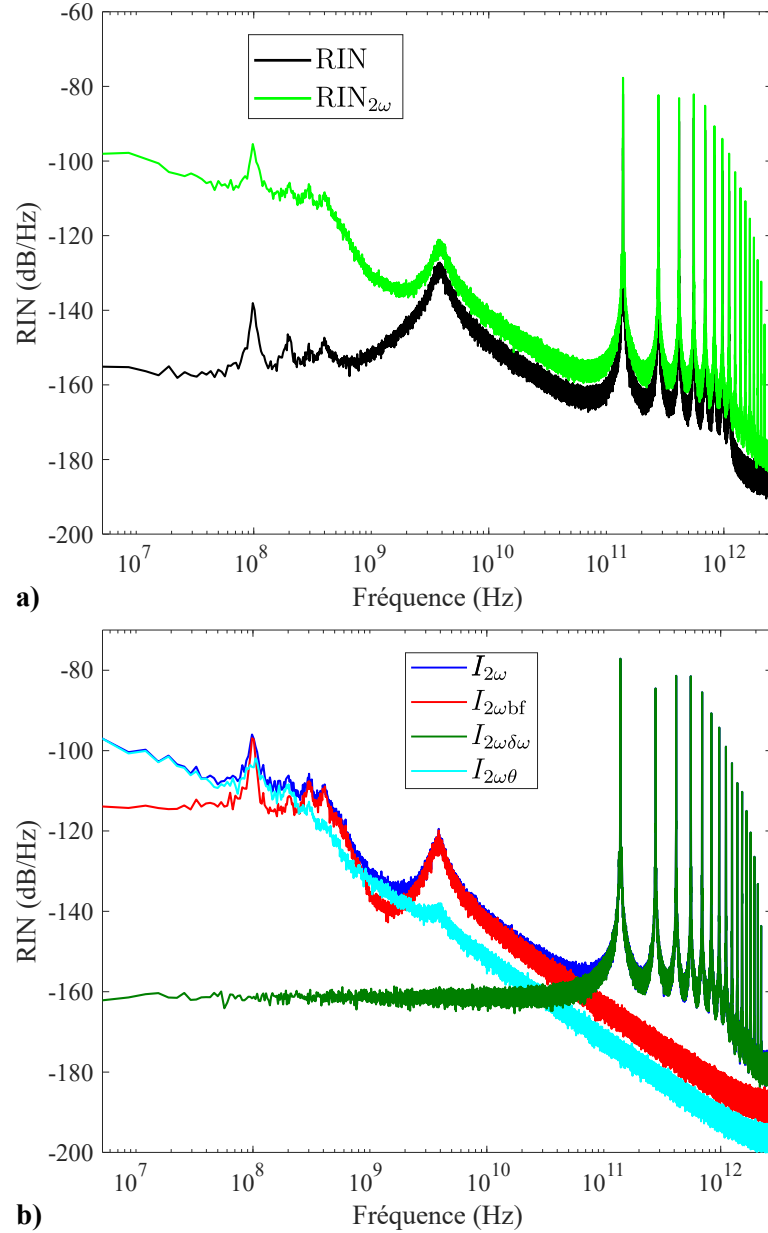 -60
-80
-100
-120
-140
-160
-180
-200
RIN (dB/Hz)
RIN
RIN2ω
10^7 10^8 10^9 10^10 10^11 10^12
Fréquence (Hz)
a)
-80
-100
-120
-140
-160
-180
-200
RIN (dB/Hz)
I2ω
I2ωbf
I2ωδω
I2ωθ
10^7 10^8 10^9 10^10 10^11 10^12
Fréquence (Hz)
b)